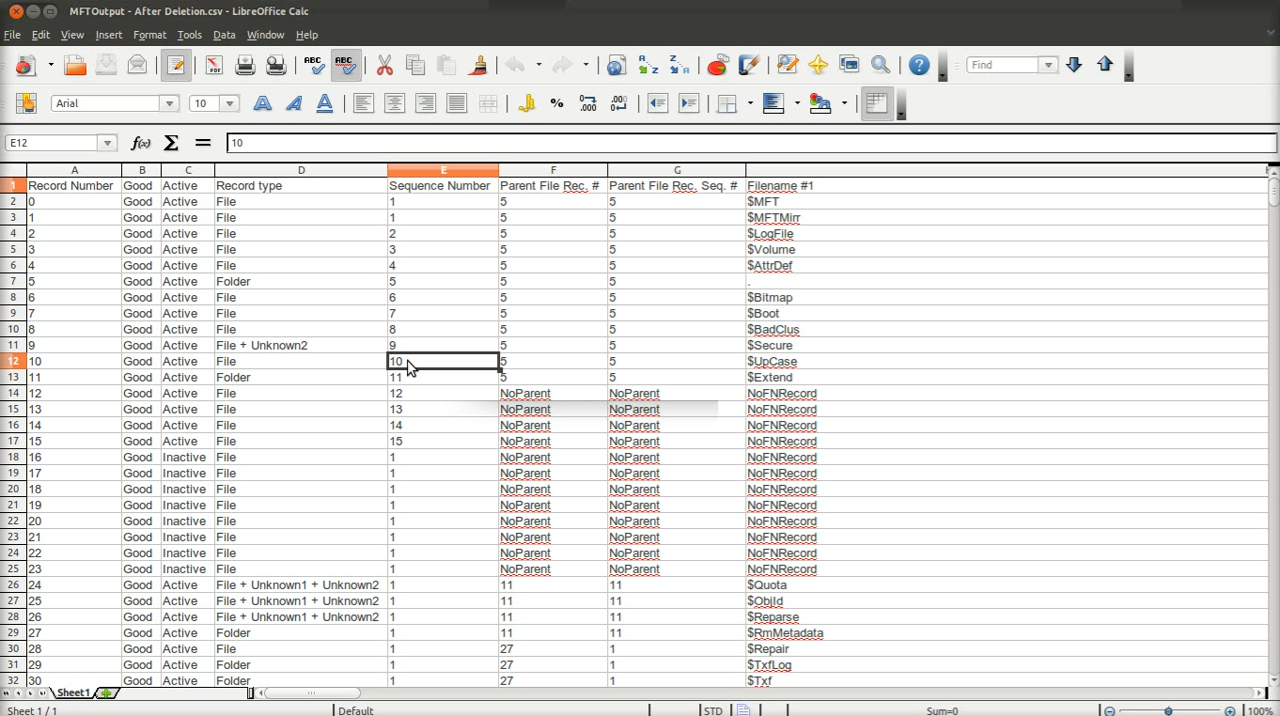 MFTOutput - After Deletion.csv - LibreOffice Calc
File Edit View Insert Format Tools Data Window Help
ABC ABC Find
Arial 10
E12 10
A B C D E F G
1 Record Number Good Active Record type Sequence Number Parent File Rec. # Parent File Rec. Seq. # Filename #1
2 0 Good Active File 1 5 5 $MFT
3 1 Good Active File 1 5 5 $MFTMirr
4 2 Good Active File 2 5 5 $LogFile
5 3 Good Active File 3 5 5 $Volume
6 4 Good Active File 4 5 5 $AttrDef
7 5 Good Active Folder 5 5 5 .
8 6 Good Active File 6 5 5 $Bitmap
9 7 Good Active File 7 5 5 $Boot
10 8 Good Active File 8 5 5 $BadClus
11 9 Good Active File + Unknown2 9 5 5 $Secure
12 10 Good Active File 10 5 5 $UpCase
13 11 Good Active Folder 11 5 5 $Extend
14 12 Good Active File 12 NoParent NoParent NoFNRecord
15 13 Good Active File 13 NoParent NoParent NoFNRecord
16 14 Good Active File 14 NoParent NoParent NoFNRecord
17 15 Good Active File 15 NoParent NoParent NoFNRecord
18 16 Good Inactive File 1 NoParent NoParent NoFNRecord
19 17 Good Inactive File 1 NoParent NoParent NoFNRecord
20 18 Good Inactive File 1 NoParent NoParent NoFNRecord
21 19 Good Inactive File 1 NoParent NoParent NoFNRecord
22 20 Good Inactive File 1 NoParent NoParent NoFNRecord
23 21 Good Inactive File 1 NoParent NoParent NoFNRecord
24 22 Good Inactive File 1 NoParent NoParent NoFNRecord
25 23 Good Inactive File 1 NoParent NoParent NoFNRecord
26 24 Good Active File + Unknown1 + Unknown2 1 11 11 $Quota
27 25 Good Active File + Unknown1 + Unknown2 1 11 11 $ObjId
28 26 Good Active File + Unknown1 + Unknown2 1 11 11 $Reparse
29 27 Good Active Folder 1 11 11 $RmMetadata
30 28 Good Active File 1 27 1 $Repair
31 29 Good Active Folder 1 27 1 $TxfLog
32 30 Good Active Folder 1 27 1 $Txf
Sheet1
Sheet 1 / 1 Default STD Sum=0 100%